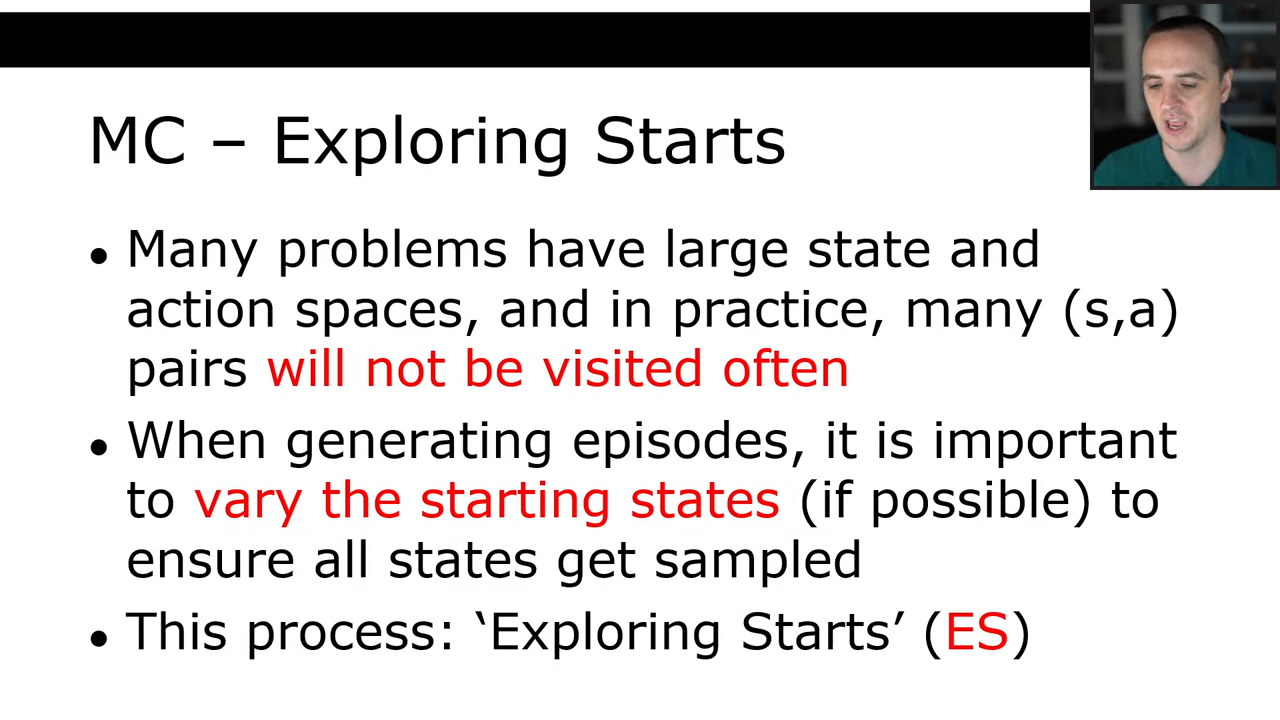 MC – Exploring Starts
● Many problems have large state and
action spaces, and in practice, many (s,a)
pairs will not be visited often
● When generating episodes, it is important
to vary the starting states (if possible) to
ensure all states get sampled
● This process: ‘Exploring Starts’ (ES)